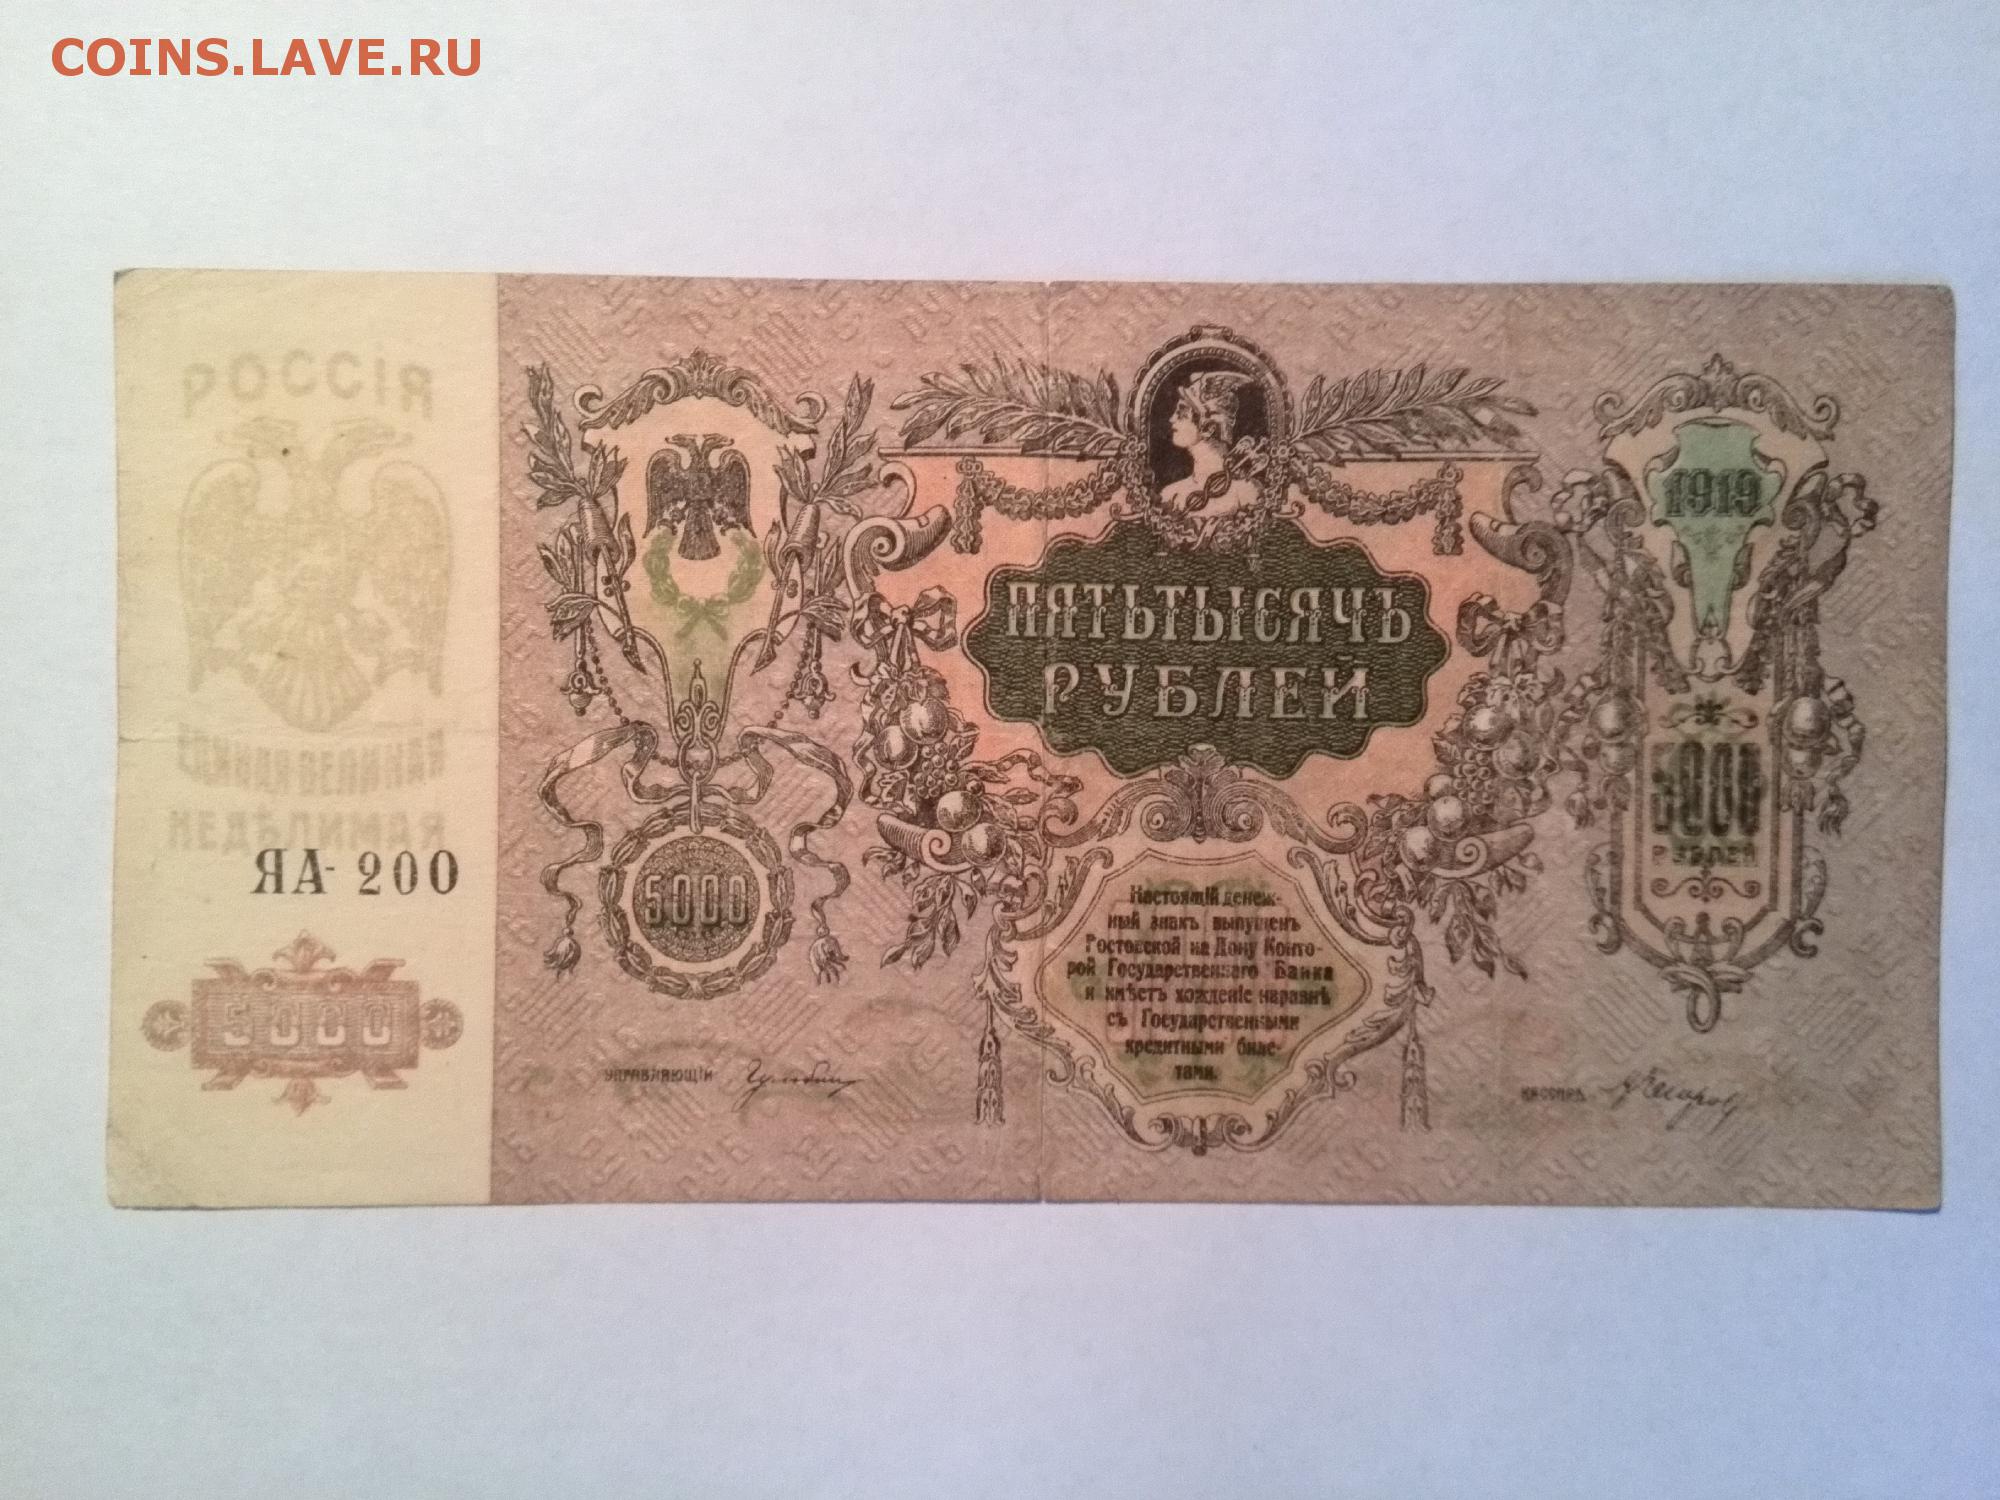 COINS.LAVE.RU
РОССІЯ
ЕДИНАЯ ВЕЛИКАЯ
НЕДѢЛИМАЯ
ЯА- 200
5000
5000
УПРАВЛЯЮЩІЙ
ПЯТЬТЫСЯЧЪ
РУБЛЕЙ
Настоящій денеж-
ный знакъ выпущенъ
Ростовской на Дону Конто-
рой Государственнаго Банка
и имѣетъ хожденіе наравнѣ
съ Государственными
кредитными биле-
тами.
1919
5000
РУБЛЕЙ
КАССИРЪ